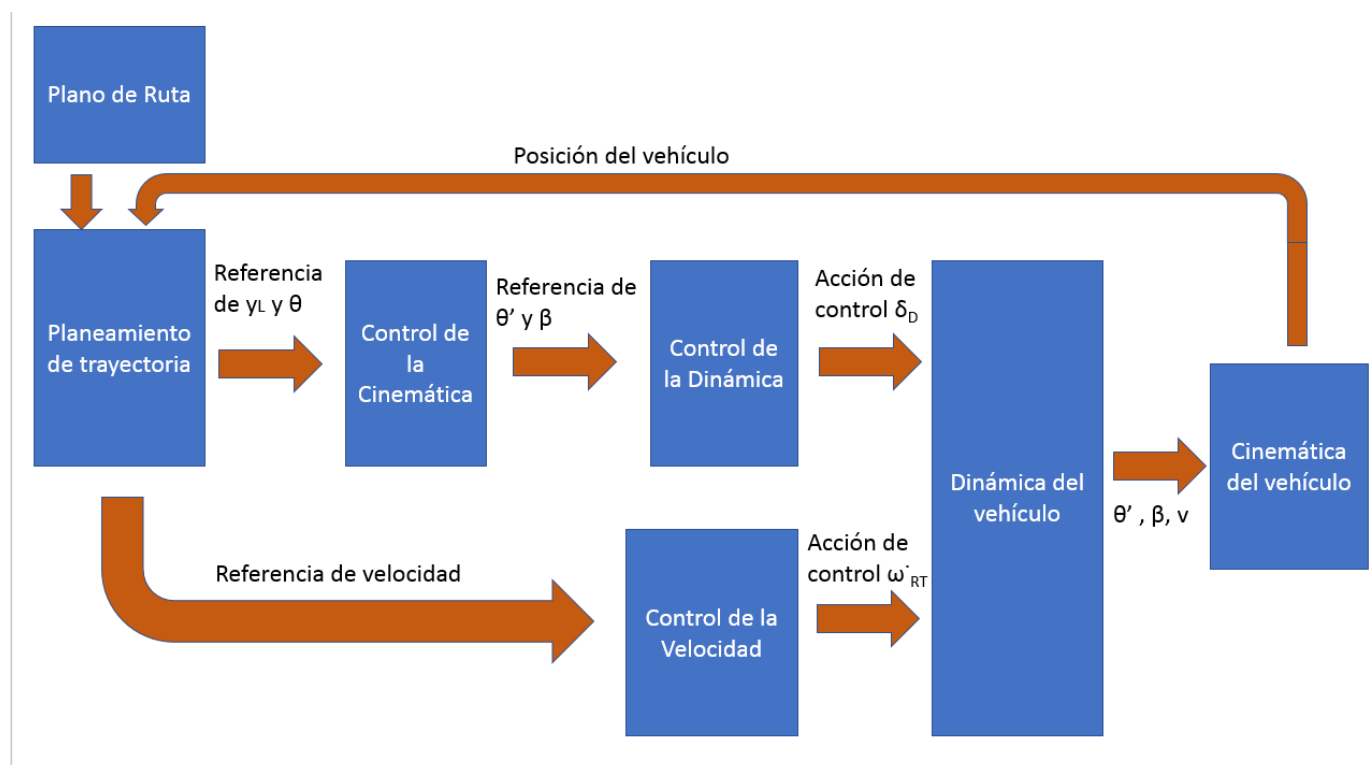 Plano de Ruta
Posición del vehículo
Planeamiento
de trayectoria
Referencia
de yL y θ
Control de
la
Cinemática
Referencia de
θ’ y β
Control de
la Dinámica
Acción de
control δD
Dinámica del
vehículo
θ’ , β, v
Cinemática
del vehículo
Referencia de velocidad
Control de la
Velocidad
Acción de
control ω˙RT